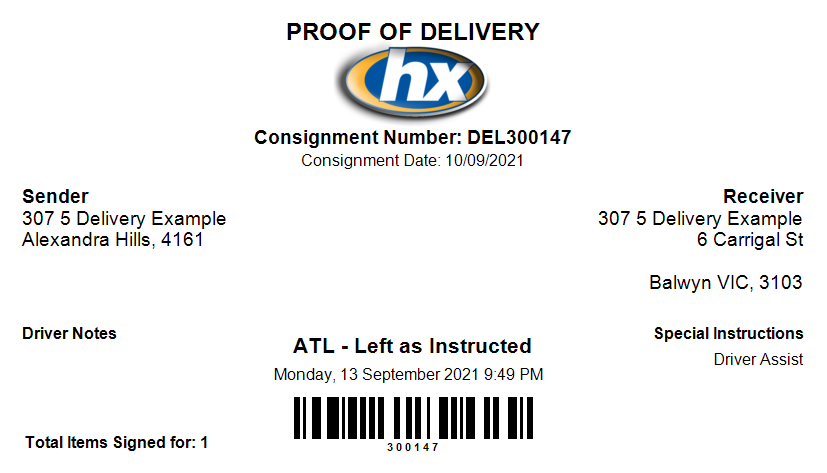 PROOF OF DELIVERY
hx
Consignment Number: DEL300147
Consignment Date: 10/09/2021
Sender
307 5 Delivery Example
Alexandra Hills, 4161
Receiver
307 5 Delivery Example
6 Carrigal St
Balwyn VIC, 3103
Driver Notes
ATL - Left as Instructed
Monday, 13 September 2021 9:49 PM
Special Instructions
Driver Assist
300147
Total Items Signed for: 1